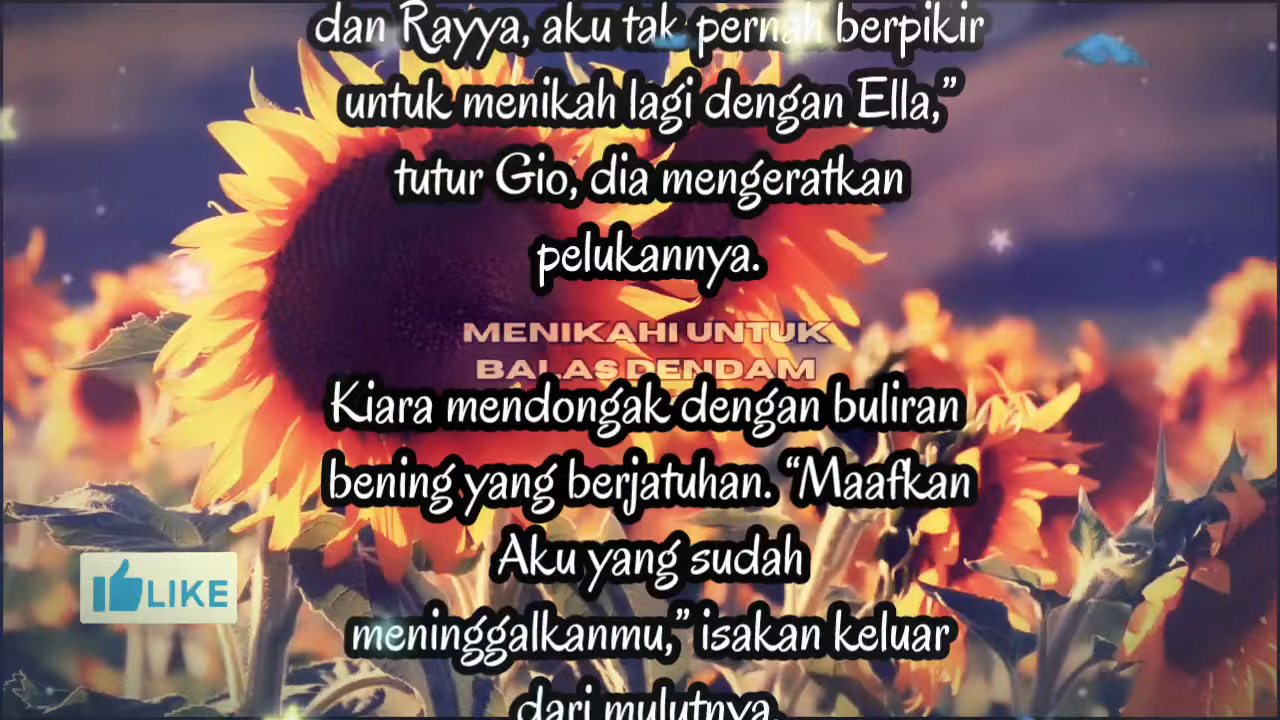 dan Rayya, aku tak pernah berpikir
untuk menikah lagi dengan Ella,”
tutur Gio, dia mengeratkan
pelukannya.
MENIKAHI UNTUK
BALAS DENDAM
Kiara mendongak dengan buliran
bening yang berjatuhan. “Maafkan
Aku yang sudah
meninggalkanmu,” isakan keluar
dari mulutnya.
LIKE